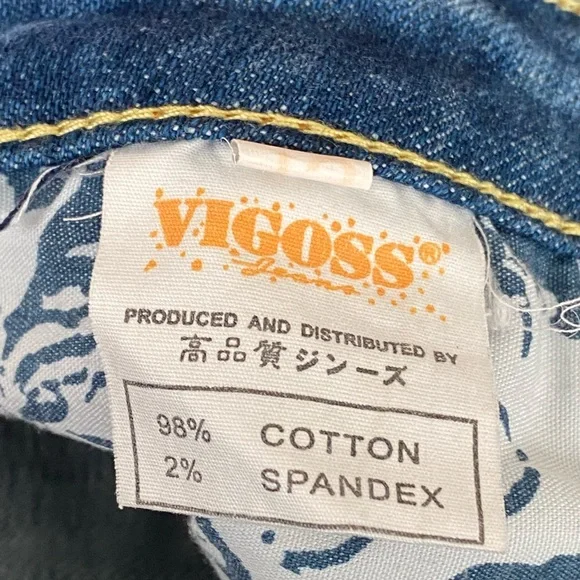 VIGOSS®
Jeans
PRODUCED AND DISTRIBUTED BY
高品質ジンーズ
98% COTTON
2% SPANDEX